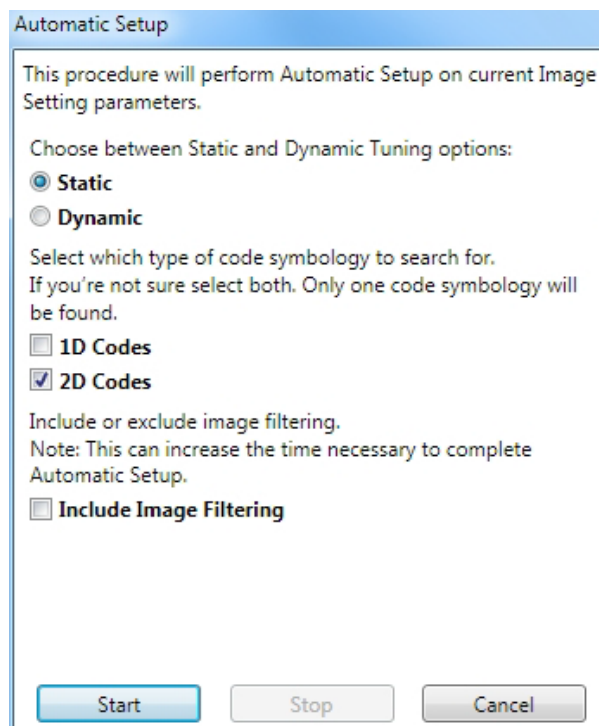 Automatic Setup
This procedure will perform Automatic Setup on current Image
Setting parameters.
Choose between Static and Dynamic Tuning options:
Static
Dynamic
Select which type of code symbology to search for.
If you're not sure select both. Only one code symbology will
be found.
1D Codes
2D Codes
Include or exclude image filtering.
Note: This can increase the time necessary to complete
Automatic Setup.
Include Image Filtering
Start Stop Cancel